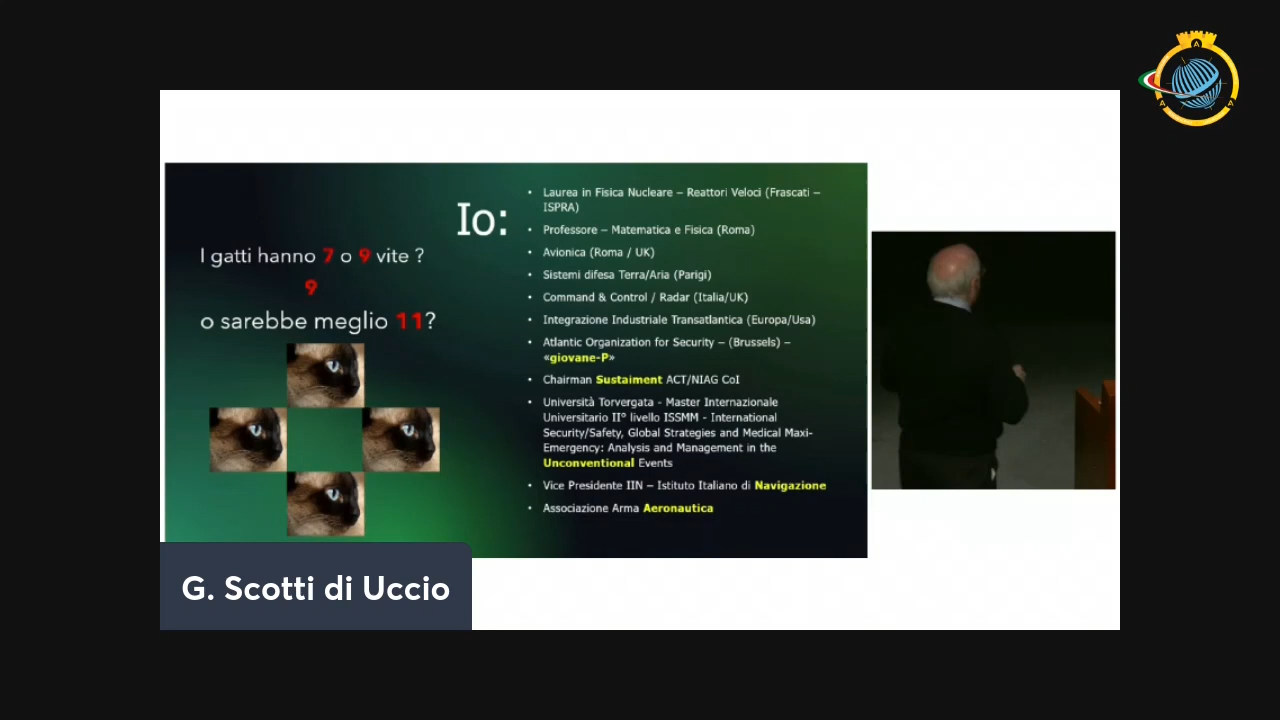 Io:
I gatti hanno 7 o 9 vite ?
9
o sarebbe meglio 11?
• Laurea in Fisica Nucleare – Reattori Veloci (Frascati –
ISPRA)
• Professore – Matematica e Fisica (Roma)
• Avionica (Roma / UK)
• Sistemi difesa Terra/Aria (Parigi)
• Command & Control / Radar (Italia/UK)
• Integrazione Industriale Transatlantica (Europa/Usa)
• Atlantic Organization for Security – (Brussels) –
«giovane-P»
• Chairman Sustaiment ACT/NIAG CoI
• Università Torvergata - Master Internazionale
Universitario II° livello ISSMM - International
Security/Safety, Global Strategies and Medical Maxi-
Emergency: Analysis and Management in the
Unconventional Events
• Vice Presidente IIN – Istituto Italiano di Navigazione
• Associazione Arma Aeronautica
G. Scotti di Uccio
A
A
A